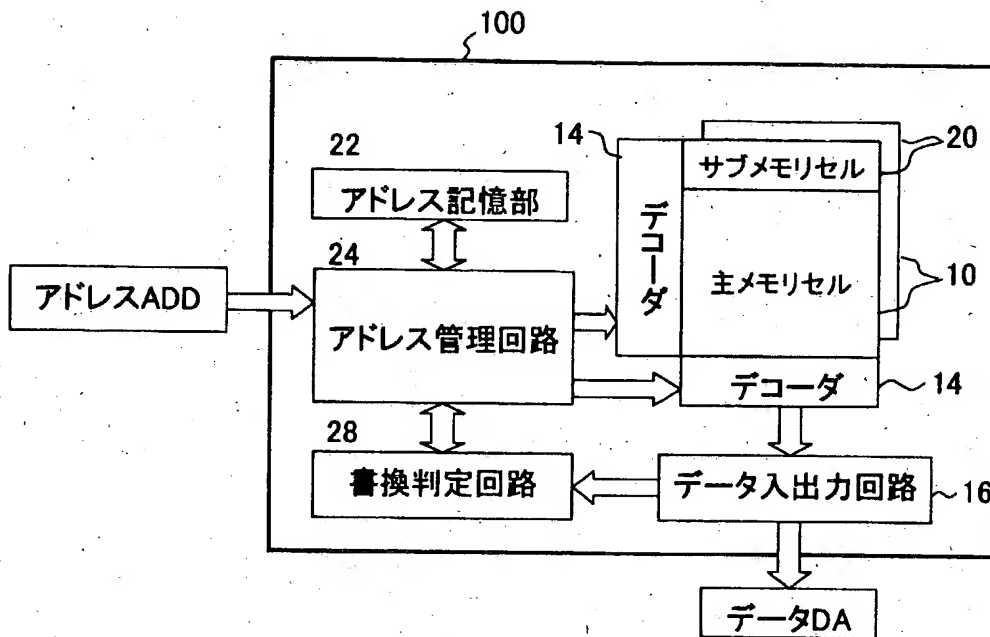 100
14
20
サブメモリセル
22
アドレス記憶部
デコーダ
24
10
アドレスADD
主メモリセル
アドレス管理回路
デコーダ
14
28
書換判定回路
データ入出力回路
16
データDA